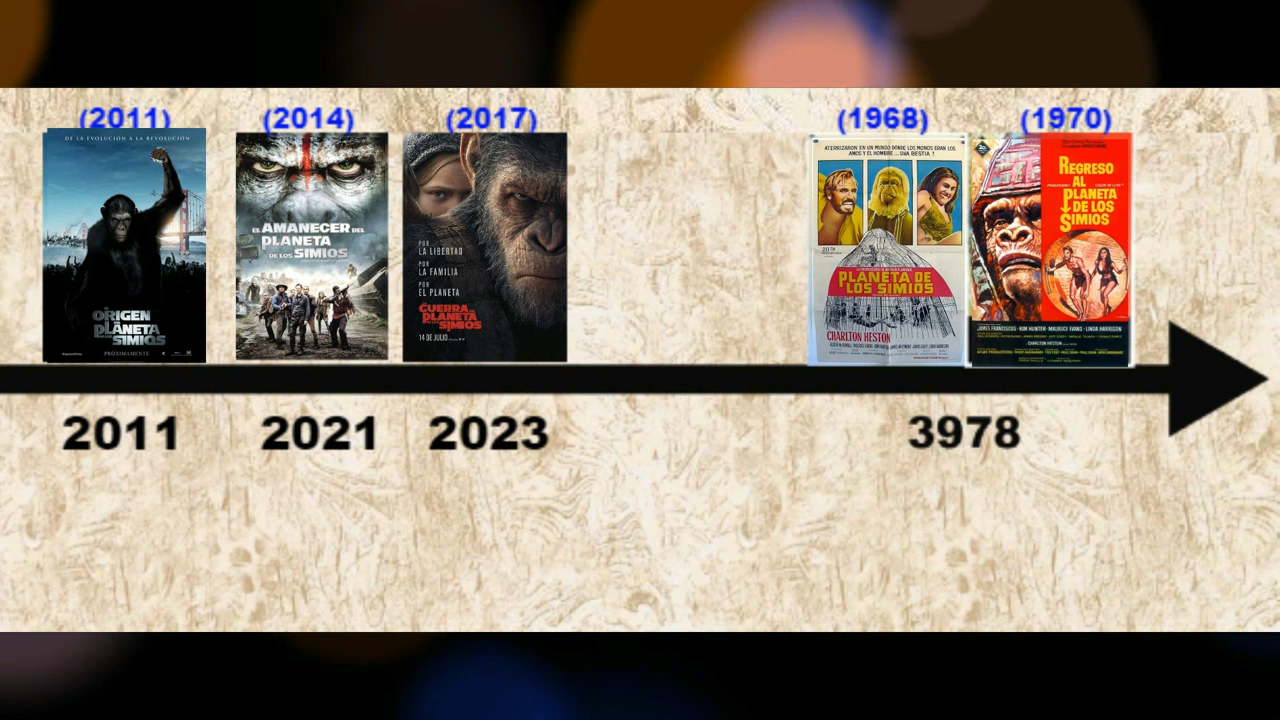 (2011)
(2014)
(2017)
(1968)
(1970)
DE LA EVOLUCIÓN A LA REVOLUCIÓN
EL
ORIGEN
DEL
PLANETA
DE LOS
SIMIOS
PRÓXIMAMENTE
EL AMANECER DEL
PLANETA
DE LOS SIMIOS
POR
LA LIBERTAD
POR
LA FAMILIA
POR
EL PLANETA
LA GUERRA
PLANETA
SIMIOS
14 DE JULIO
ATERRIZARON EN UN MUNDO DONDE LOS MONOS ERAN LOS
AMOS Y EL HOMBRE... UNA BESTIA !
20 TH
PLANETA DE
LOS SIMIOS
CHARLTON HESTON
REGRESO
AL
PLANETA
DE LOS
SIMIOS
JAMES FRANCISCUS · KIM HUNTER · MAURICE EVANS · LINDA HARRISON
CHARLTON HESTON
2011
2021
2023
3978